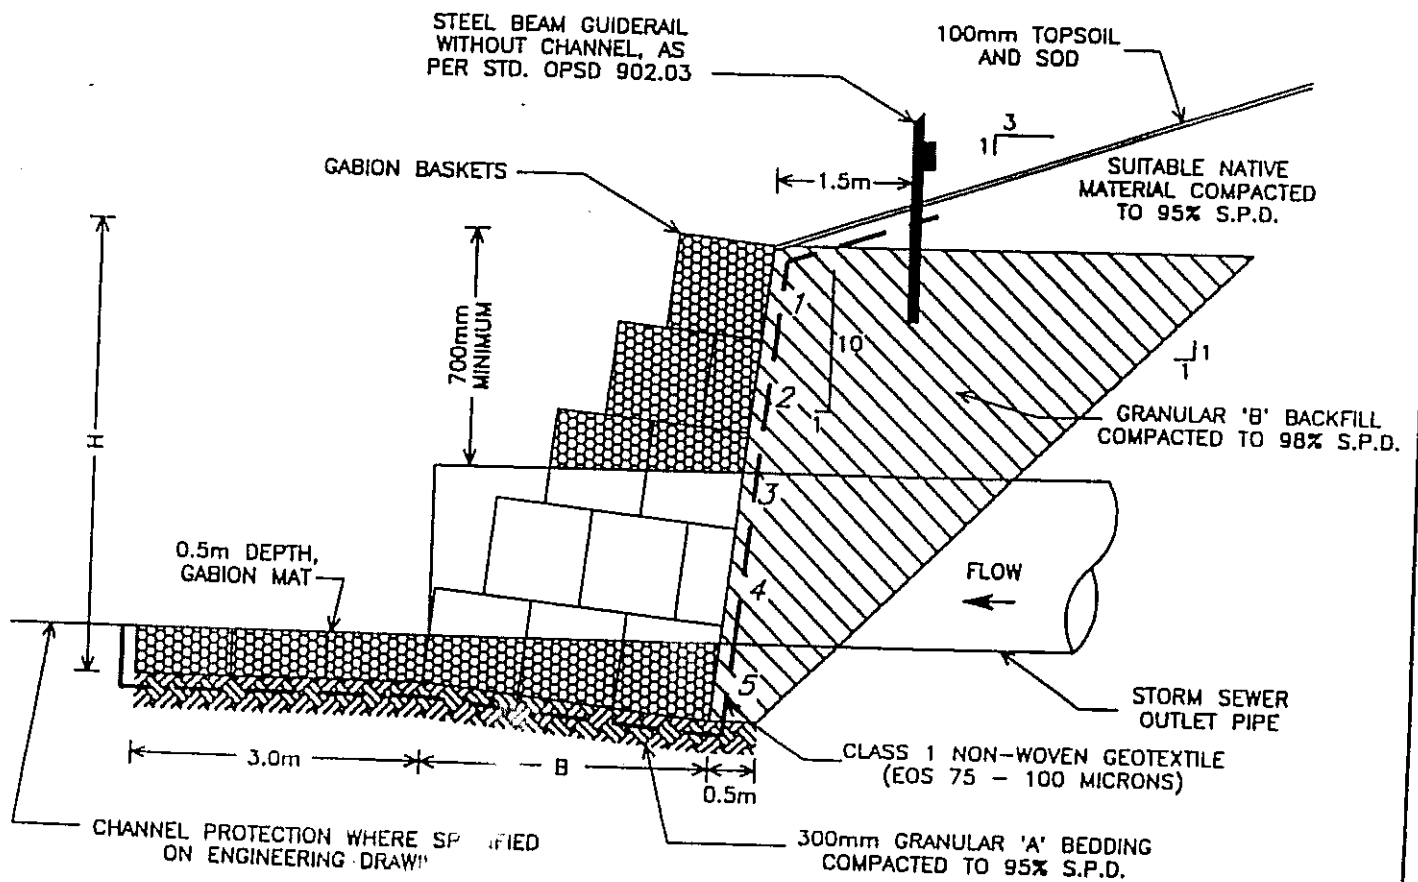 STEEL BEAM GUIDERAIL
WITHOUT CHANNEL, AS
PER STD. OPSD 902.03
100mm TOPSOIL
AND SOD
3
1
GABION BASKETS
1.5m
SUITABLE NATIVE
MATERIAL COMPACTED
TO 95% S.P.D.
700mm
MINIMUM
H
1
10
1
2
1
1
GRANULAR 'B' BACKFILL
COMPACTED TO 98% S.P.D.
3
0.5m DEPTH,
GABION MAT
4
FLOW
5
STORM SEWER
OUTLET PIPE
3.0m
B
0.5m
CLASS 1 NON-WOVEN GEOTEXTILE
(EOS 75 - 100 MICRONS)
CHANNEL PROTECTION WHERE
ON ENGINEERING
300mm GRANULAR 'A' BEDDING
COMPACTED TO 95% S.P.D.